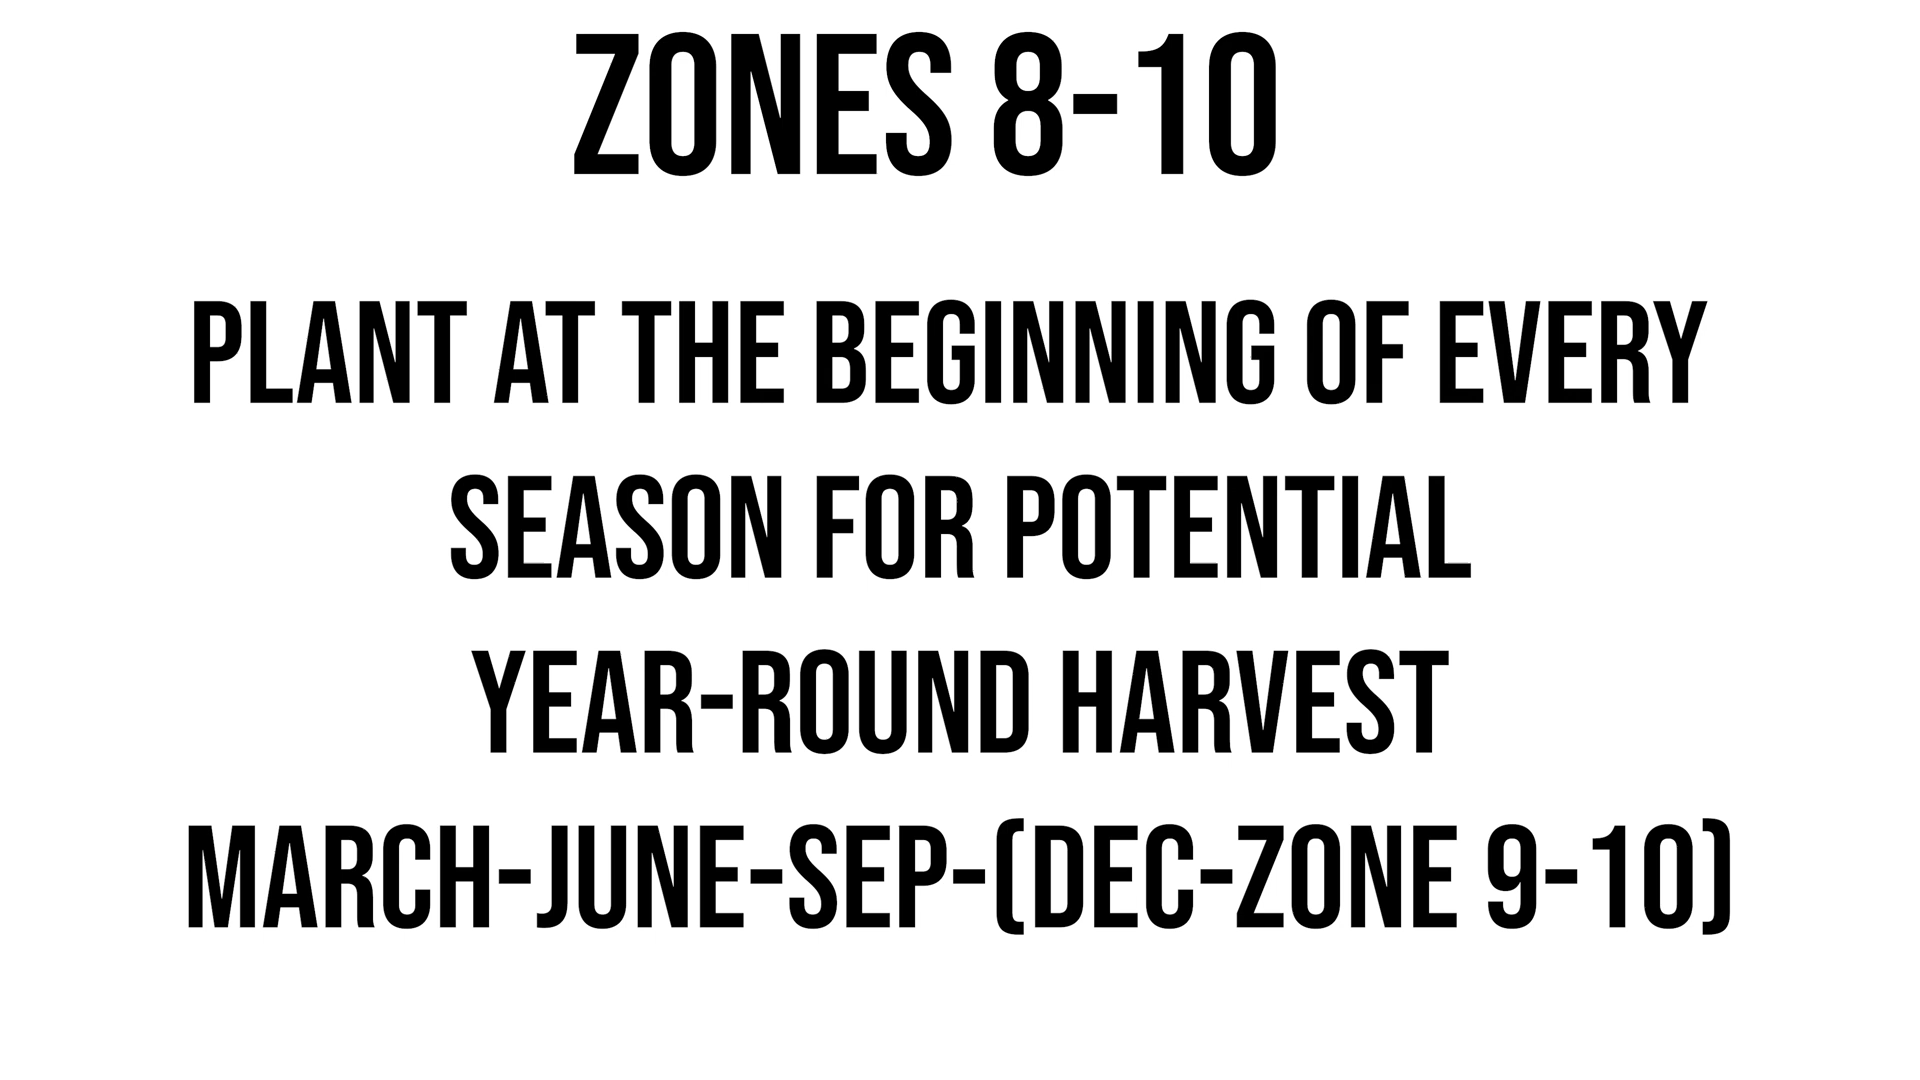 ZONES 8-10
PLANT AT THE BEGINNING OF EVERY
SEASON FOR POTENTIAL
YEAR-ROUND HARVEST
MARCH-JUNE-SEP-(DEC-ZONE 9-10)